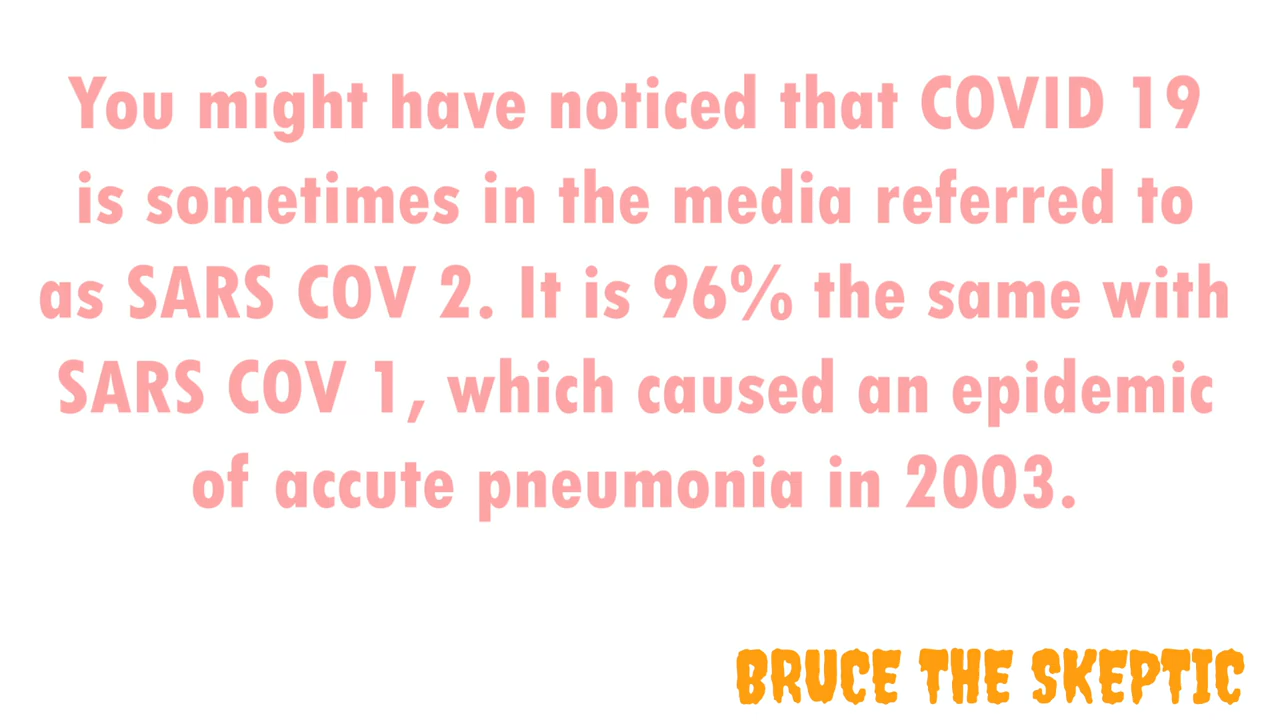 You might have noticed that COVID 19
is sometimes in the media referred to
as SARS COV 2. It is 96% the same with
SARS COV 1, which caused an epidemic
of accute pneumonia in 2003.
BRUCE THE SKEPTIC